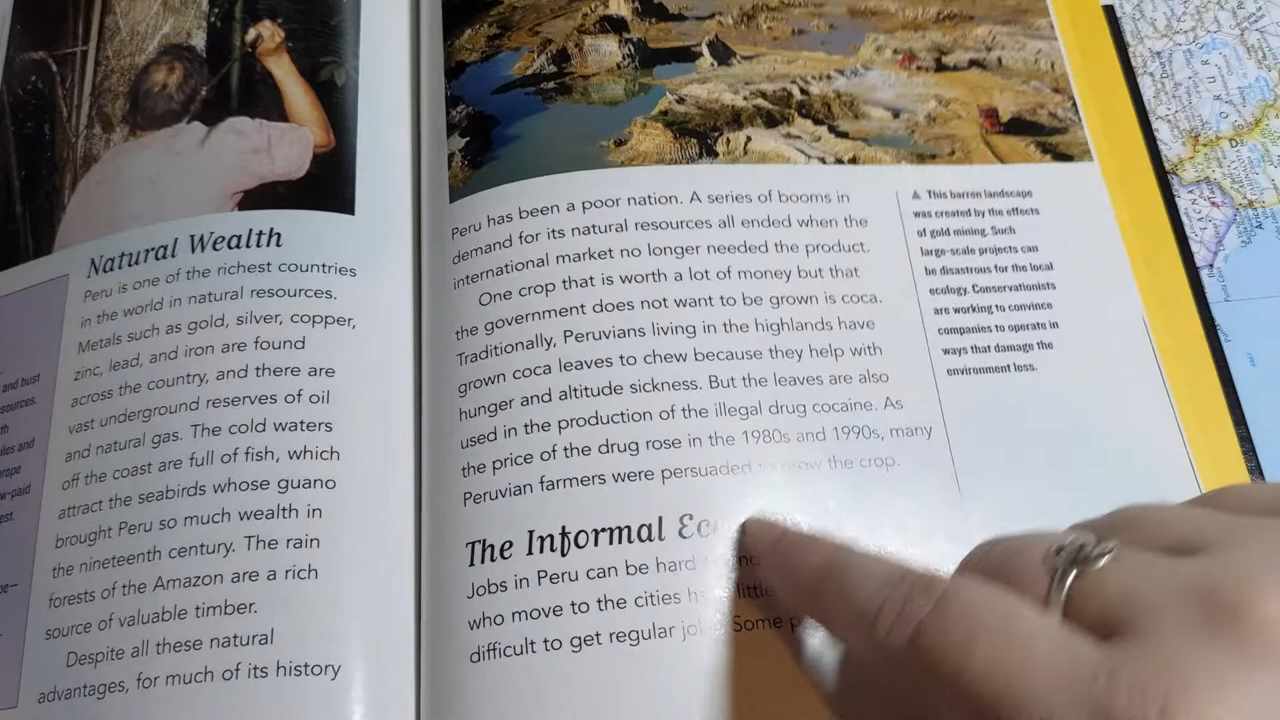 Natural Wealth
Peru is one of the richest countries
in the world in natural resources.
Metals such as gold, silver, copper,
zinc, lead, and iron are found
across the country, and there are
vast underground reserves of oil
and natural gas. The cold waters
off the coast are full of fish, which
attract the seabirds whose guano
brought Peru so much wealth in
the nineteenth century. The rain
forests of the Amazon are a rich
source of valuable timber.
Despite all these natural
advantages, for much of its history
and bust
Peru has been a poor nation. A series of booms in
demand for its natural resources all ended when the
international market no longer needed the product.
One crop that is worth a lot of money but that
the government does not want to be grown is coca.
Traditionally, Peruvians living in the highlands have
grown coca leaves to chew because they help with
hunger and altitude sickness. But the leaves are also
used in the production of the illegal drug cocaine. As
the price of the drug rose in the 1980s and 1990s, many
Peruvian farmers were persuaded to grow the crop.
The Informal
Jobs in Peru can be hard
who move to the cities little
difficult to get regular Some
▲ This barren landscape
was created by the effects
of gold mining. Such
large-scale projects can
be disastrous for the local
ecology. Conservationists
are working to convince
companies to operate in
ways that damage the
environment less.